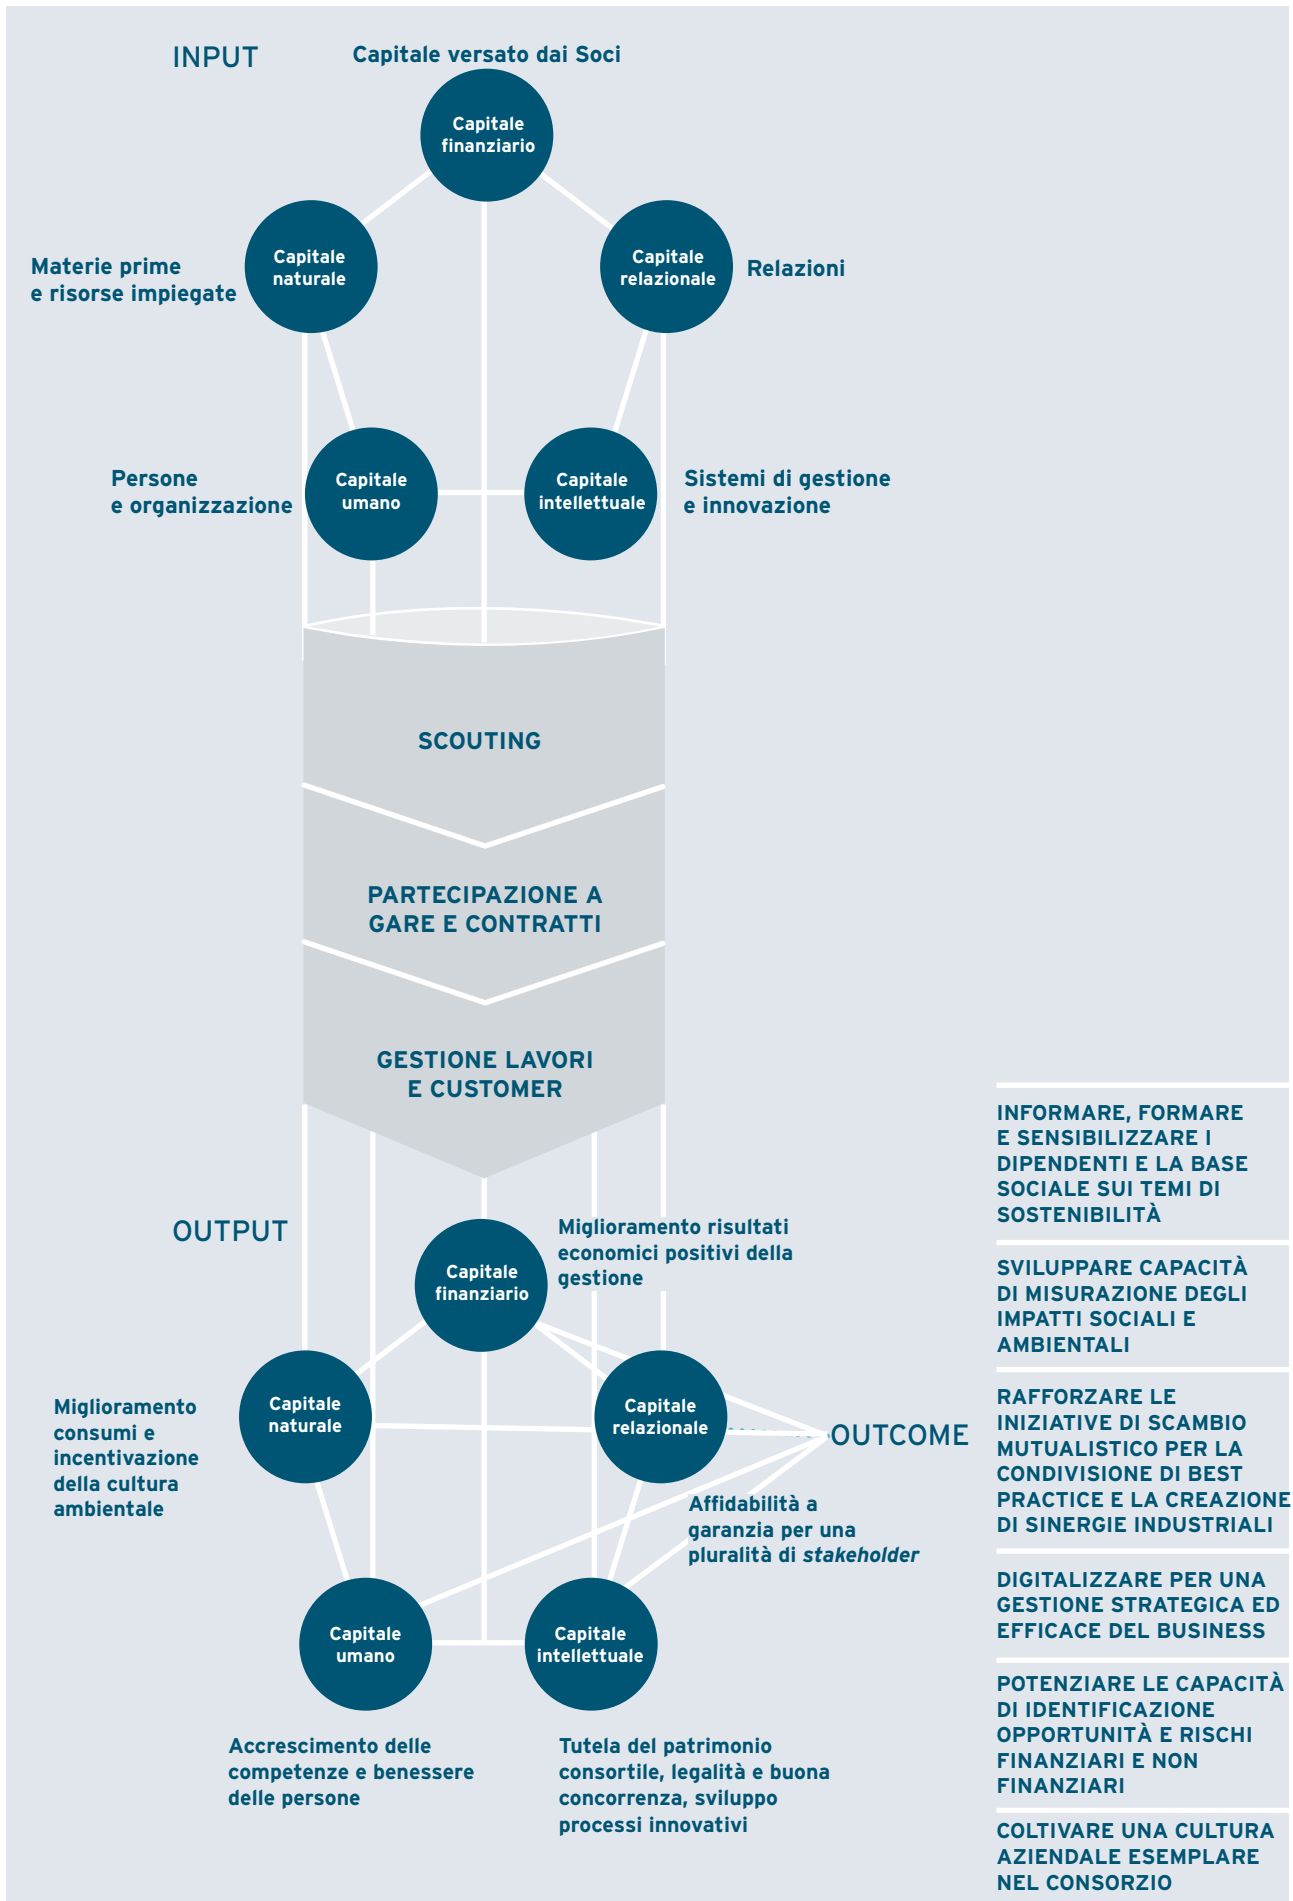 INPUT
Capitale versato dai Soci
Capitale
finanziario
Capitale
naturale
Materie prime
e risorse impiegate
Capitale
relazionale
Relazioni
Persone
e organizzazione
Capitale
umano
Capitale
intellettuale
Sistemi di gestione
e innovazione
SCOUTING
PARTECIPAZIONE A
GARE E CONTRATTI
GESTIONE LAVORI
E CUSTOMER
OUTPUT
Capitale
finanziario
Miglioramento risultati
economici positivi della
gestione
Miglioramento
consumi e
incentivazione
della cultura
ambientale
Capitale
naturale
Capitale
relazionale
OUTCOME
Affidabilità a
garanzia per una
pluralità di stakeholder
Capitale
umano
Capitale
intellettuale
Accrescimento delle
competenze e benessere
delle persone
Tutela del patrimonio
consortile, legalità e buona
concorrenza, sviluppo
processi innovativi
INFORMARE, FORMARE
E SENSIBILIZZARE I
DIPENDENTI E LA BASE
SOCIALE SUI TEMI DI
SOSTENIBILITÀ
SVILUPPARE CAPACITÀ
DI MISURAZIONE DEGLI
IMPATTI SOCIALI E
AMBIENTALI
RAFFORZARE LE
INIZIATIVE DI SCAMBIO
MUTUALISTICO PER LA
CONDIVISIONE DI BEST
PRACTICE E LA CREAZIONE
DI SINERGIE INDUSTRIALI
DIGITALIZZARE PER UNA
GESTIONE STRATEGICA ED
EFFICACE DEL BUSINESS
POTENZIARE LE CAPACITÀ
DI IDENTIFICAZIONE
OPPORTUNITÀ E RISCHI
FINANZIARI E NON
FINANZIARI
COLTIVARE UNA CULTURA
AZIENDALE ESEMPLARE
NEL CONSORZIO